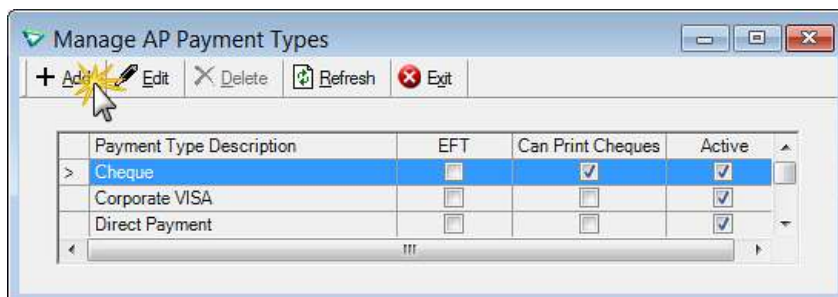 Manage AP Payment Types
Add Edit Delete Refresh Exit
Payment Type Description EFT Can Print Cheques Active
> Cheque
Corporate VISA
Direct Payment